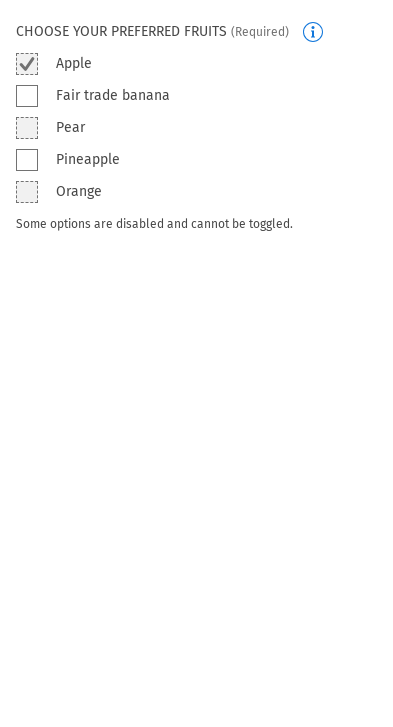 CHOOSE YOUR PREFERRED FRUITS (Required)
Apple
Fair trade banana
Pear
Pineapple
Orange
Some options are disabled and cannot be toggled.